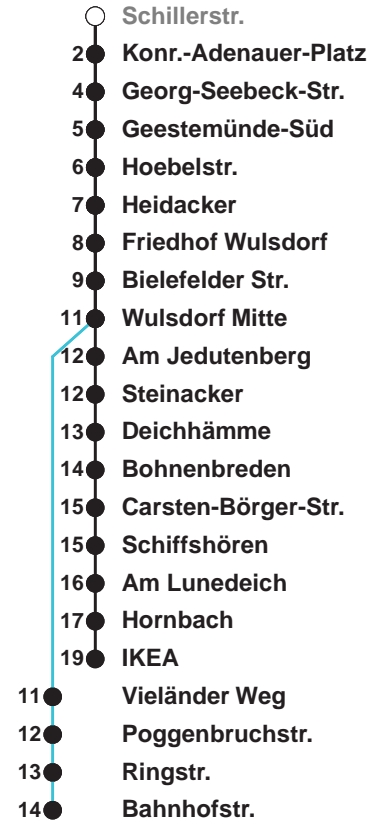 Schillerstr.
2 Konr.-Adenauer-Platz
4 Georg-Seebeck-Str.
5 Geestemünde-Süd
6 Hoebelstr.
7 Heidacker
8 Friedhof Wulsdorf
9 Bielefelder Str.
11 Wulsdorf Mitte
12 Am Jedutenberg
12 Steinacker
13 Deichhämme
14 Bohnenbreden
15 Carsten-Börger-Str.
15 Schiffshören
16 Am Lunedeich
17 Hornbach
19 IKEA
11 Vieländer Weg
12 Poggenbruchstr.
13 Ringstr.
14 Bahnhofstr.